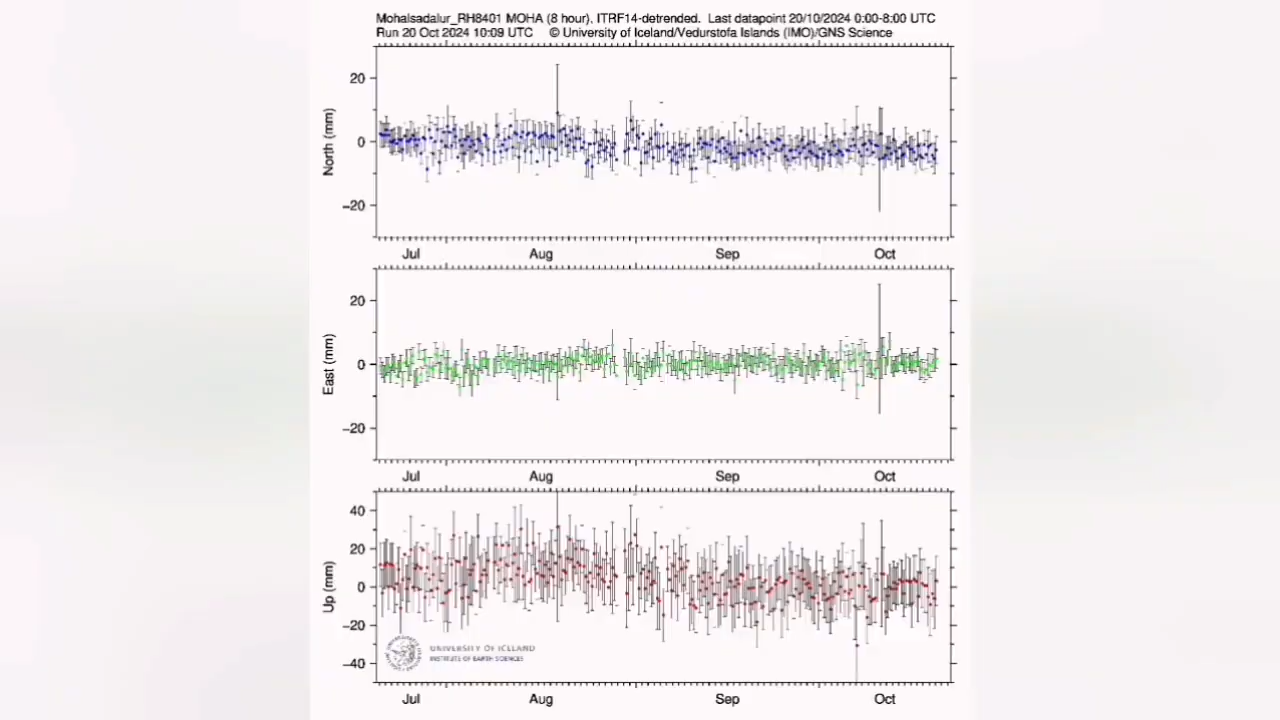 Mohalsadalur_RH8401 MOHA (8 hour), ITRF14-detrended. Last datapoint 20/10/2024 0:00-8:00 UTC
Run 20 Oct 2024 10:09 UTC © University of Iceland/Vedurstofa Islands (IMO)/GNS Science
20
0
−20
North (mm)
Jul Aug Sep Oct
20
0
−20
East (mm)
Jul Aug Sep Oct
40
20
0
−20
−40
Up (mm)
UNIVERSITY OF ICELAND
INSTITUTE OF EARTH SCIENCES
Jul Aug Sep Oct